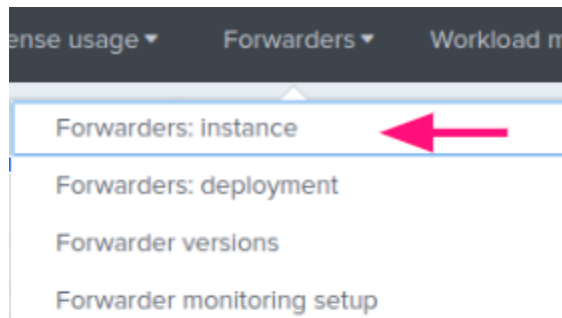 ense usage ▾ Forwarders ▾ Workload m
Forwarders: instance
Forwarders: deployment
Forwarder versions
Forwarder monitoring setup